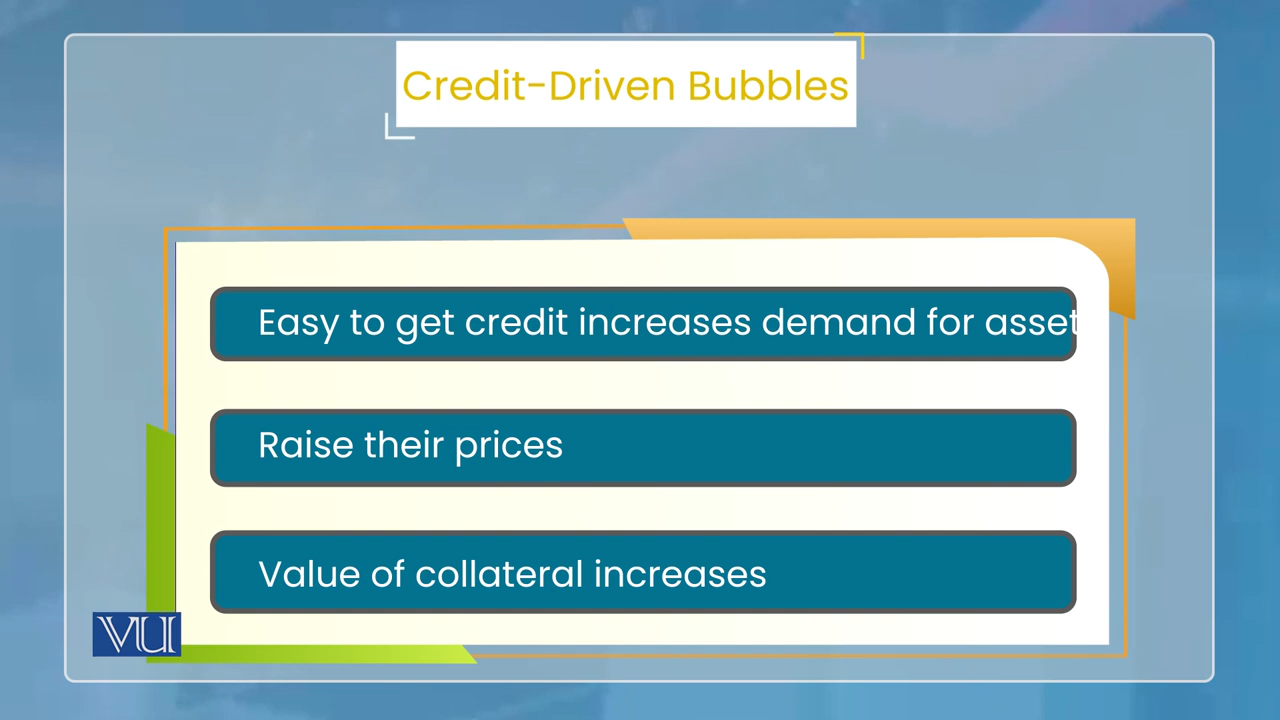 Credit-Driven Bubbles
Easy to get credit increases demand for asset
Raise their prices
Value of collateral increases
VU